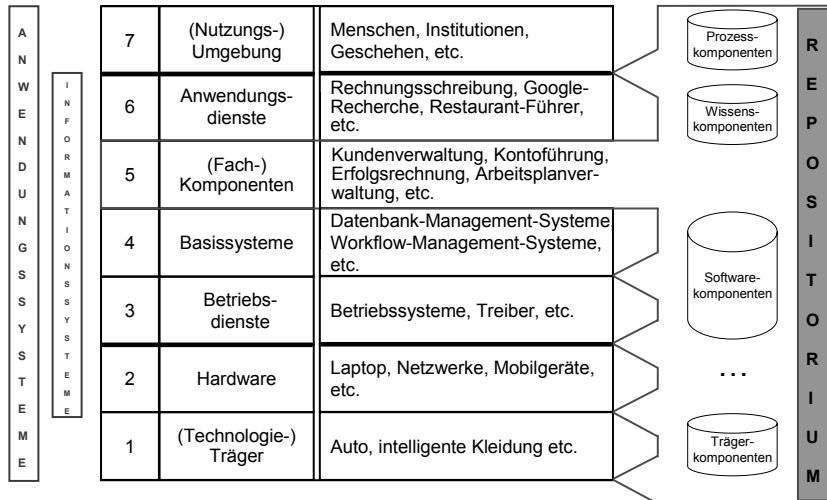 ANWENDUNGSSYSTEME
INFORMATIONSSYSTEME
7
(Nutzungs-)
Umgebung
Menschen, Institutionen,
Geschehen, etc.
6
Anwendungs-
dienste
Rechnungsschreibung, Google-
Recherche, Restaurant-Führer,
etc.
5
(Fach-)
Komponenten
Kundenverwaltung, Kontoführung,
Erfolgsrechnung, Arbeitsplanver-
waltung, etc.
4
Basissysteme
Datenbank-Management-Systeme,
Workflow-Management-Systeme,
etc.
3
Betriebs-
dienste
Betriebssysteme, Treiber, etc.
2
Hardware
Laptop, Netzwerke, Mobilgeräte,
etc.
1
(Technologie-)
Träger
Auto, intelligente Kleidung etc.
Prozess-
komponenten
Wissens-
komponenten
Software-
komponenten
...
Träger-
komponenten
REPOSITORIUM